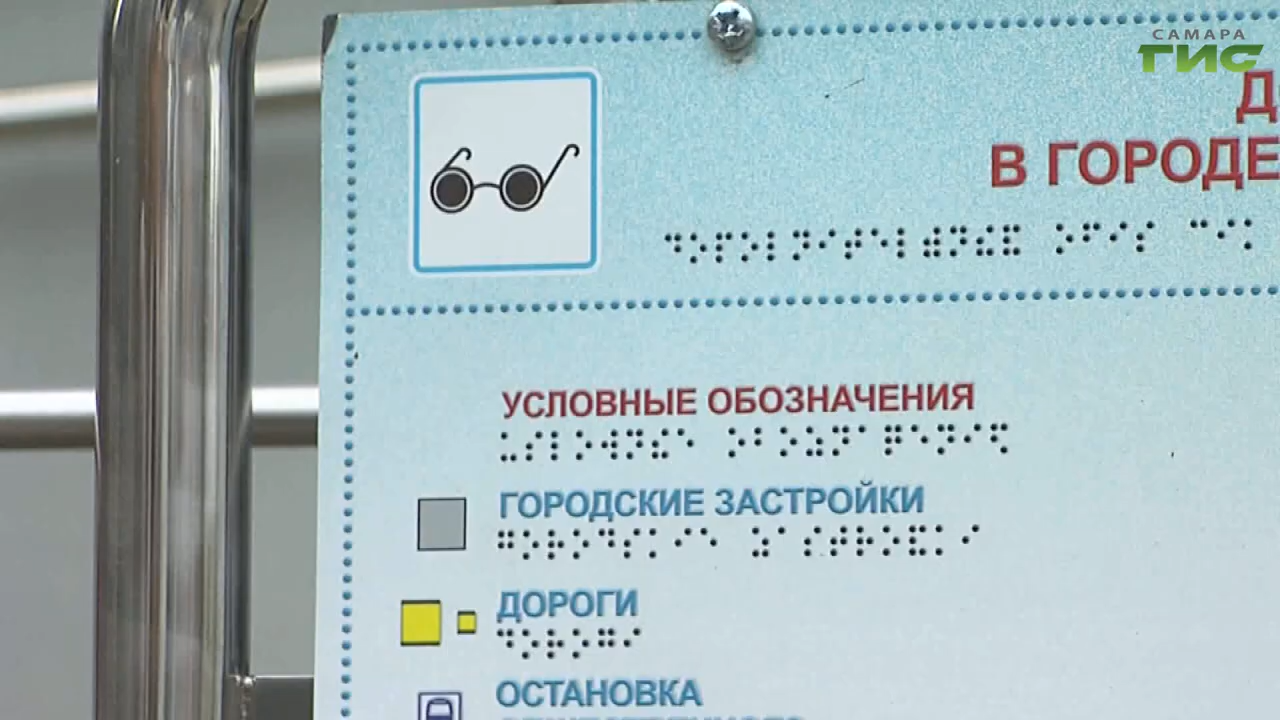 САМАРА
ГИС
Д
В ГОРОДЕ
УСЛОВНЫЕ ОБОЗНАЧЕНИЯ
⠥⠎⠇⠕⠺⠝⠮⠑ ⠕⠃⠕⠵⠝⠁⠟⠑⠝⠊⠫
ГОРОДСКИЕ ЗАСТРОЙКИ
⠛⠕⠗⠕⠙⠎⠅⠊⠑ ⠵⠁⠎⠞⠗⠕⠯⠅⠊
ДОРОГИ
⠙⠕⠗⠕⠛⠊
ОСТАНОВКА